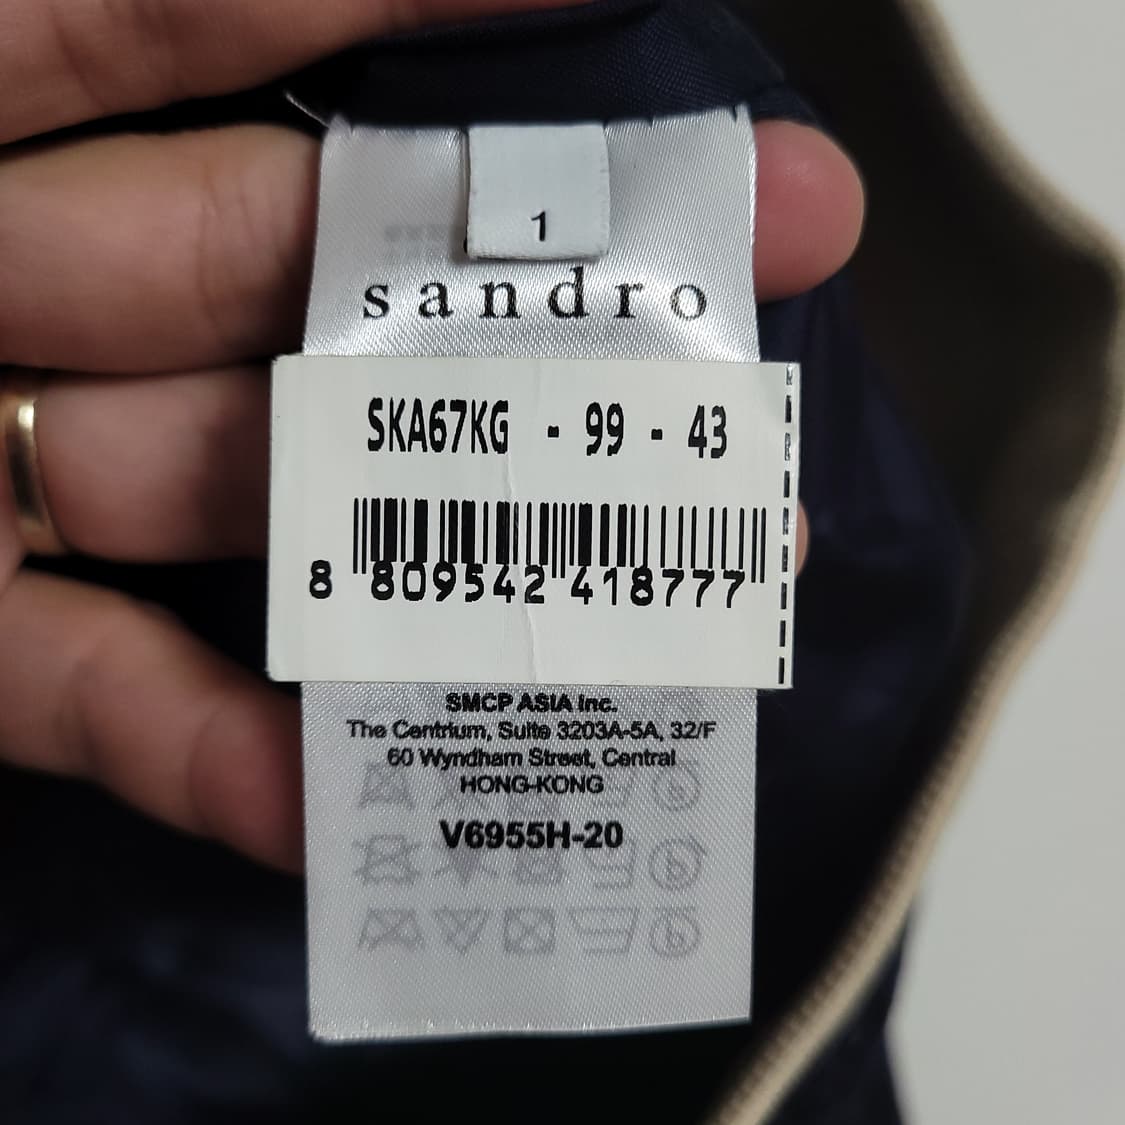 1
sandro
SKA67KG - 99 - 43
8 809542 418777
SMCP ASIA Inc.
The Centrium, Suite 3203A-5A, 32/F
60 Wyndham Street, Central
HONG-KONG
V6955H-20